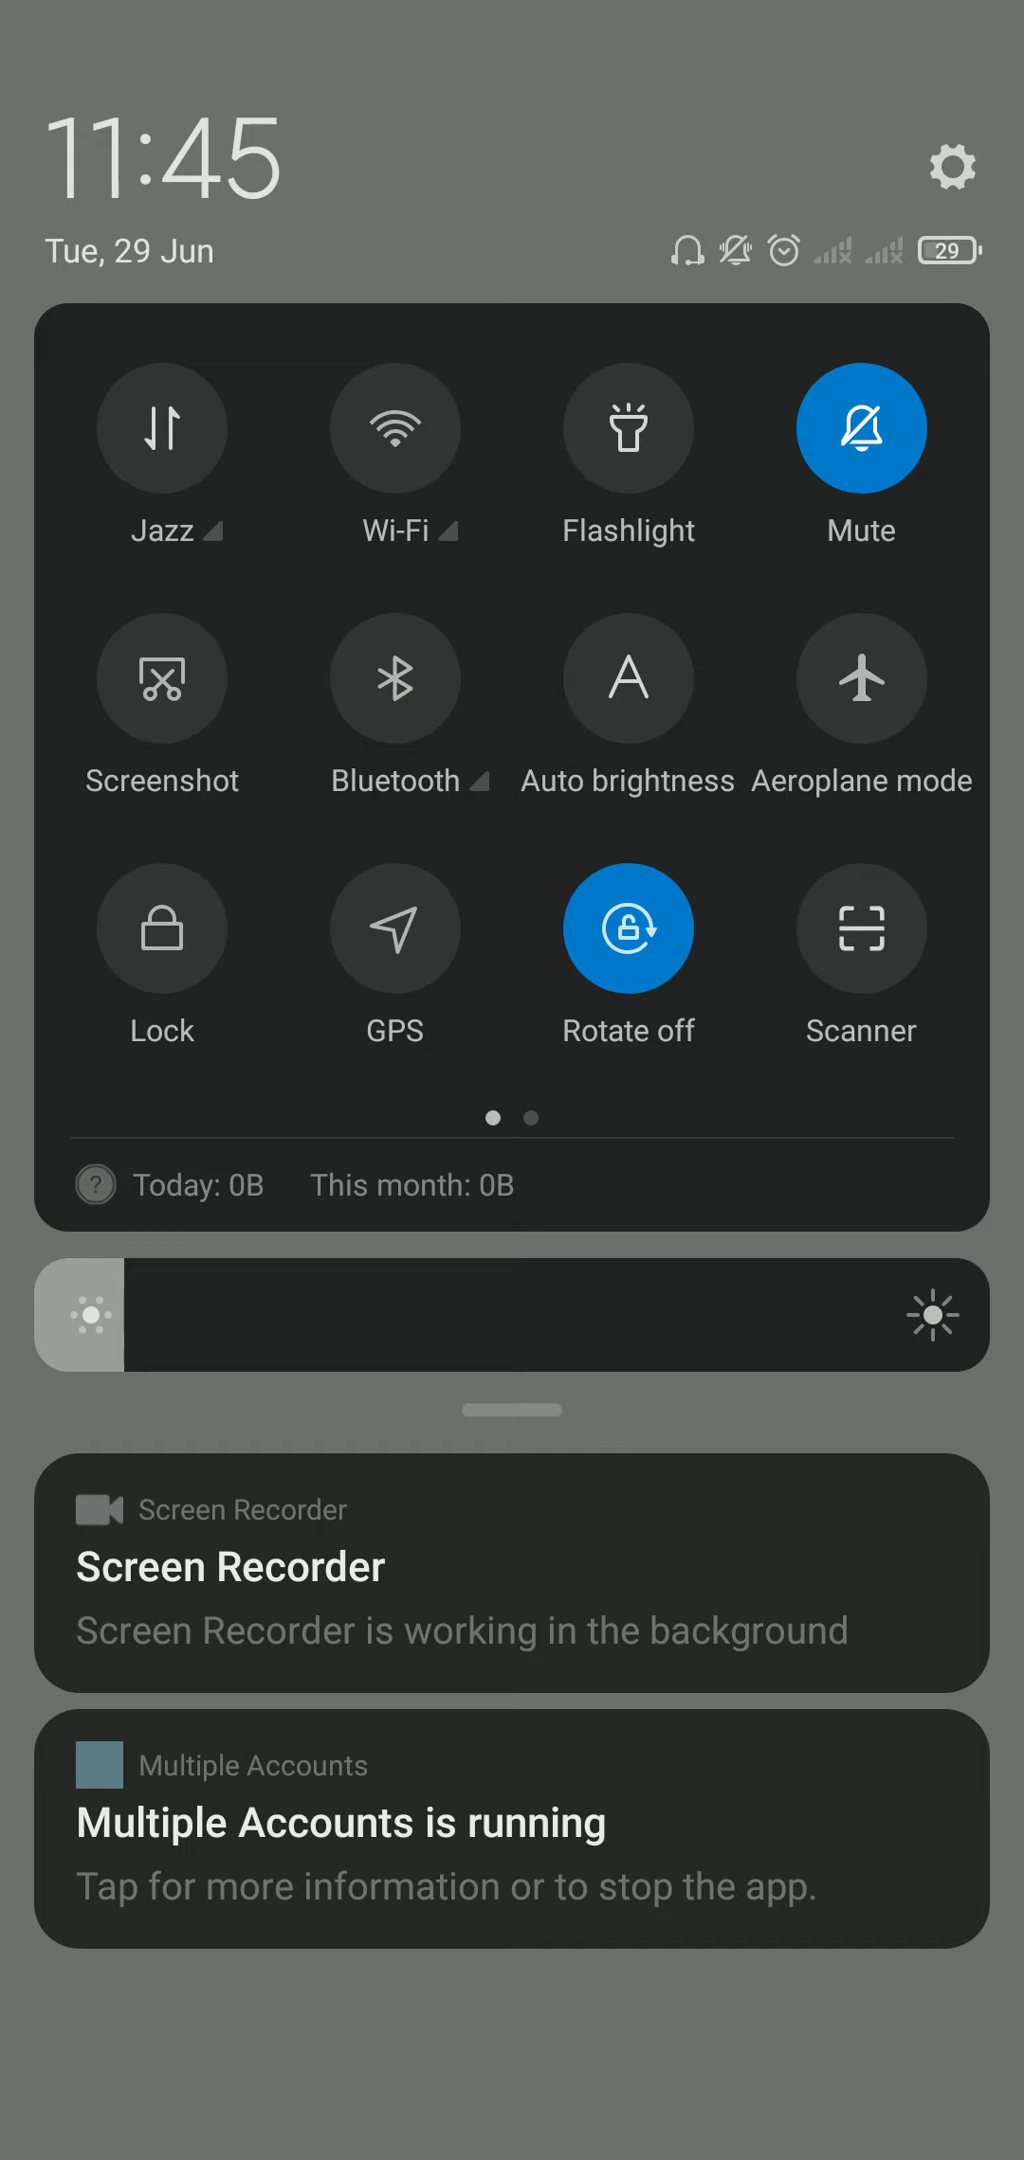 11:45
Tue, 29 Jun
29
Jazz Wi-Fi Flashlight Mute
Screenshot Bluetooth Auto brightness Aeroplane mode
Lock GPS Rotate off Scanner
? Today: 0B This month: 0B
Screen Recorder
Screen Recorder
Screen Recorder is working in the background
Multiple Accounts
Multiple Accounts is running
Tap for more information or to stop the app.